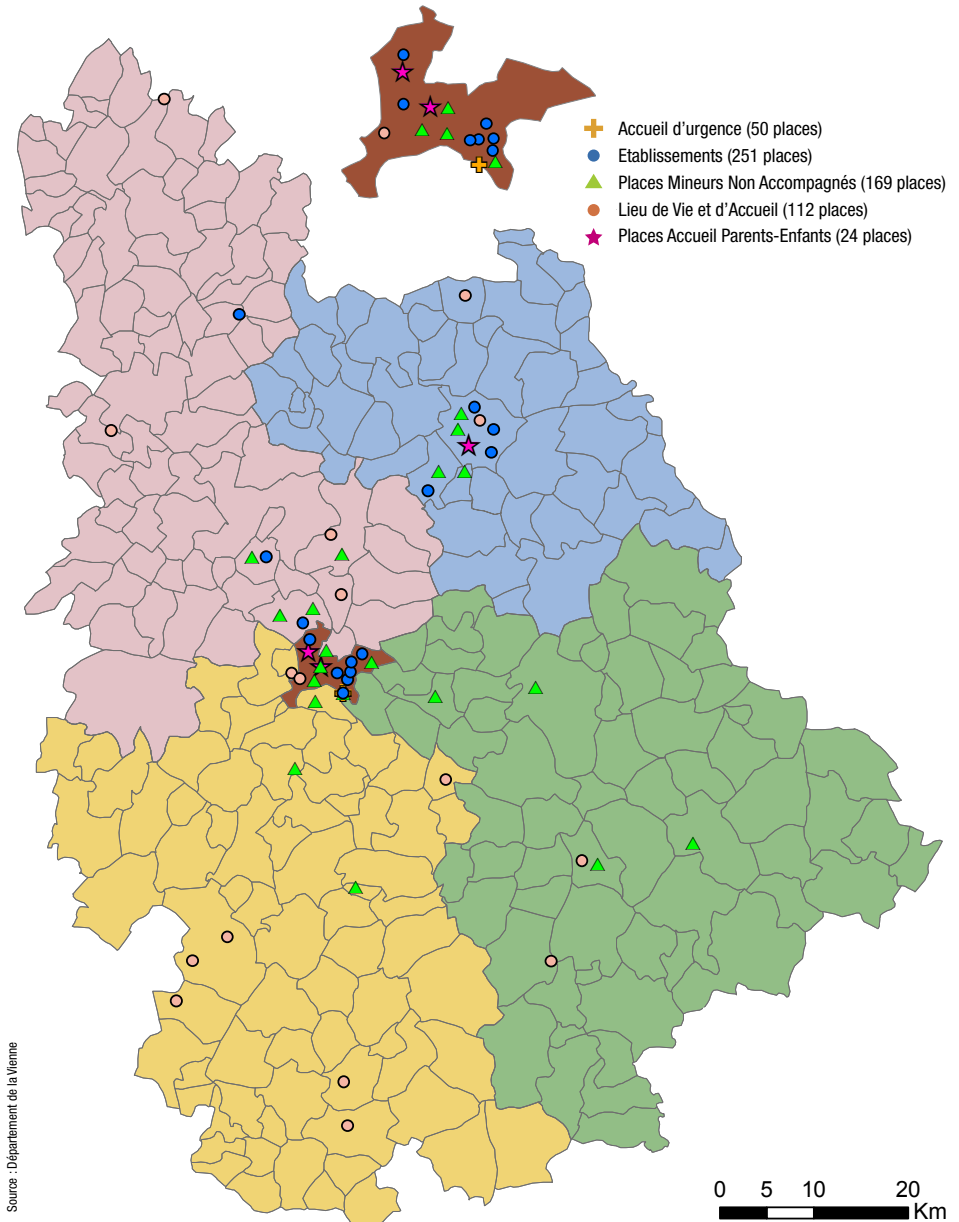 Accueil d'urgence (50 places)
Etablissements (251 places)
Places Mineurs Non Accompagnés (169 places)
Lieu de Vie et d'Accueil (112 places)
Places Accueil Parents-Enfants (24 places)
Source : Département de la Vienne
0 5 10 20
Km